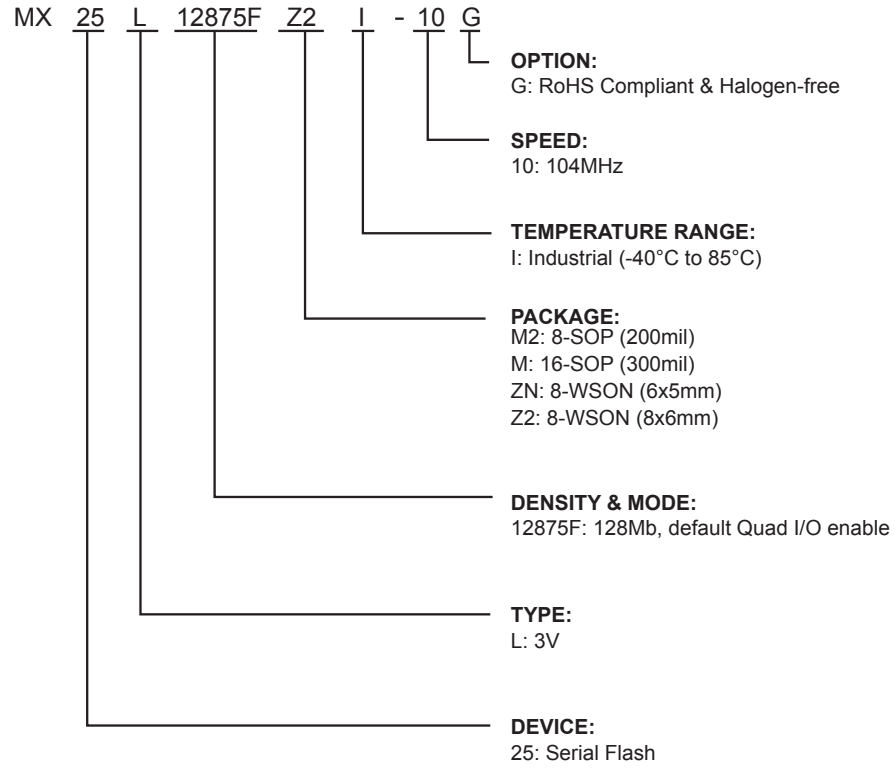 MX 25 L 12875F Z2 I - 10 G
OPTION:
G: RoHS Compliant & Halogen-free
SPEED:
10: 104MHz
TEMPERATURE RANGE:
I: Industrial (-40°C to 85°C)
PACKAGE:
M2: 8-SOP (200mil)
M: 16-SOP (300mil)
ZN: 8-WSON (6x5mm)
Z2: 8-WSON (8x6mm)
DENSITY & MODE:
12875F: 128Mb, default Quad I/O enable
TYPE:
L: 3V
DEVICE:
25: Serial Flash